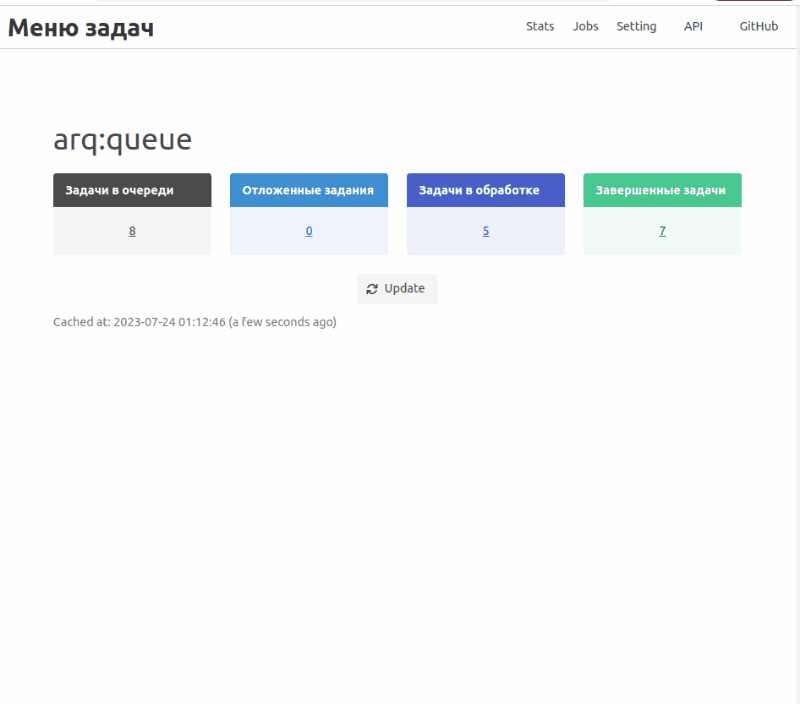 Меню задач
Stats Jobs Setting API GitHub
arq:queue
Задачи в очереди Отложенные задания Задачи в обработке Завершенные задачи
8 0 5 7
Update
Cached at: 2023-07-24 01:12:46 (a few seconds ago)